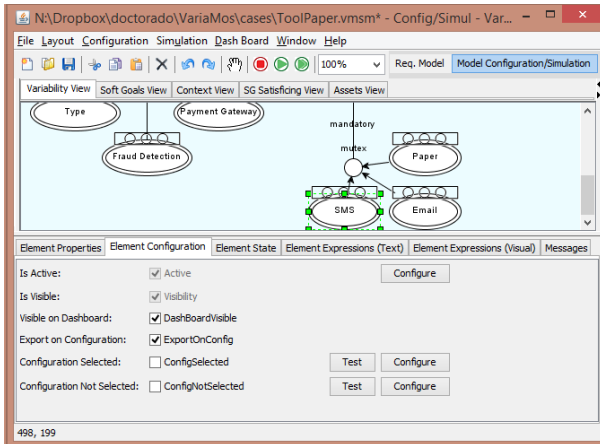 N:\Dropbox\doctorado\VariaMos\cases\ToolPaper.vmsm* - Config/Simul - Var...
File Layout Configuration Simulation Dash Board Window Help
100% Req. Model Model Configuration/Simulation
Variability View Soft Goals View Context View SG Satisficing View Assets View
Type Payment Gateway
mandatory
Fraud Detection mutex Paper
SMS Email
Element Properties Element Configuration Element State Element Expressions (Text) Element Expressions (Visual) Messages
Is Active: Active Configure
Is Visible: Visibility
Visible on Dashboard: DashBoardVisible
Export on Configuration: ExportOnConfig
Configuration Selected: ConfigSelected Test Configure
Configuration Not Selected: ConfigNotSelected Test Configure
498, 199